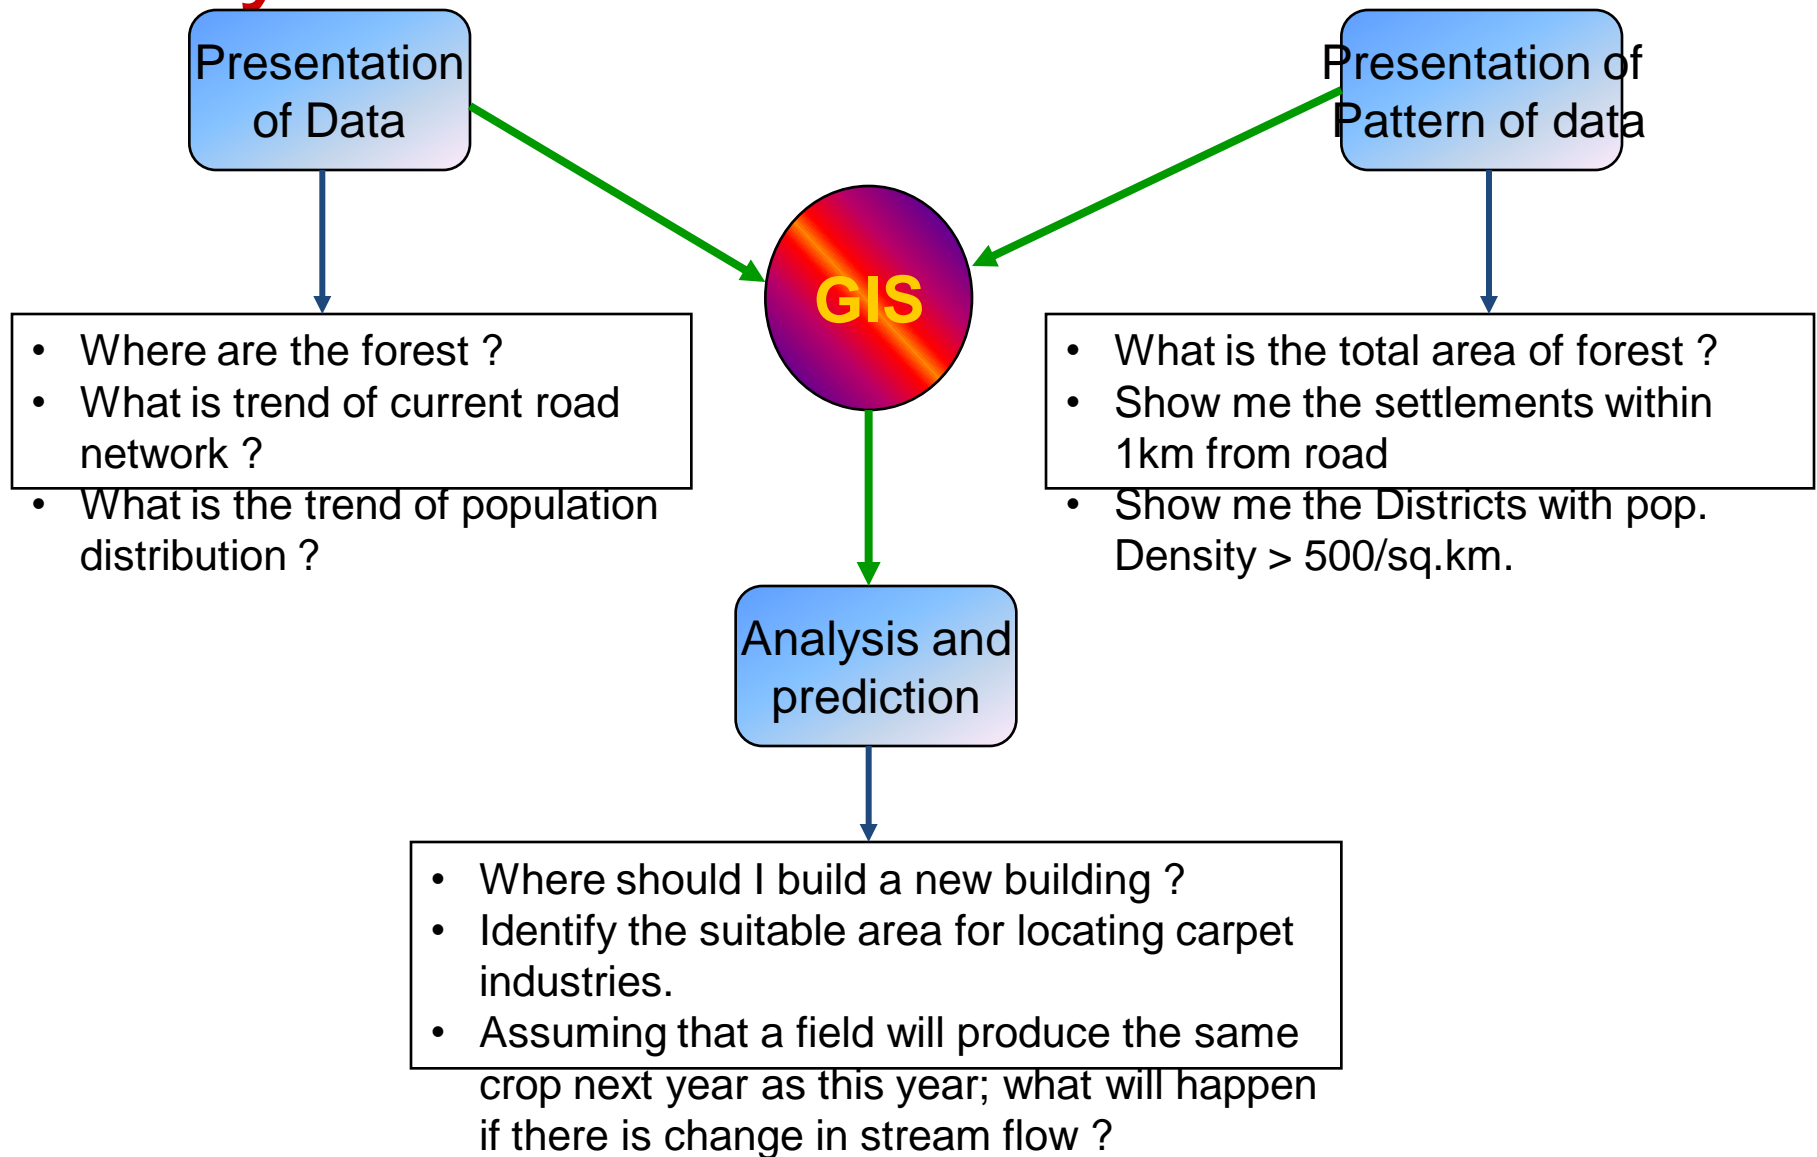 Presentation
of Data
Presentation of
Pattern of data
GIS
• Where are the forest ?
• What is trend of current road
network ?
• What is the trend of population
distribution ?
• What is the total area of forest ?
• Show me the settlements within
1km from road
• Show me the Districts with pop.
Density > 500/sq.km.
Analysis and
prediction
• Where should I build a new building ?
• Identify the suitable area for locating carpet
industries.
• Assuming that a field will produce the same
crop next year as this year; what will happen
if there is change in stream flow ?